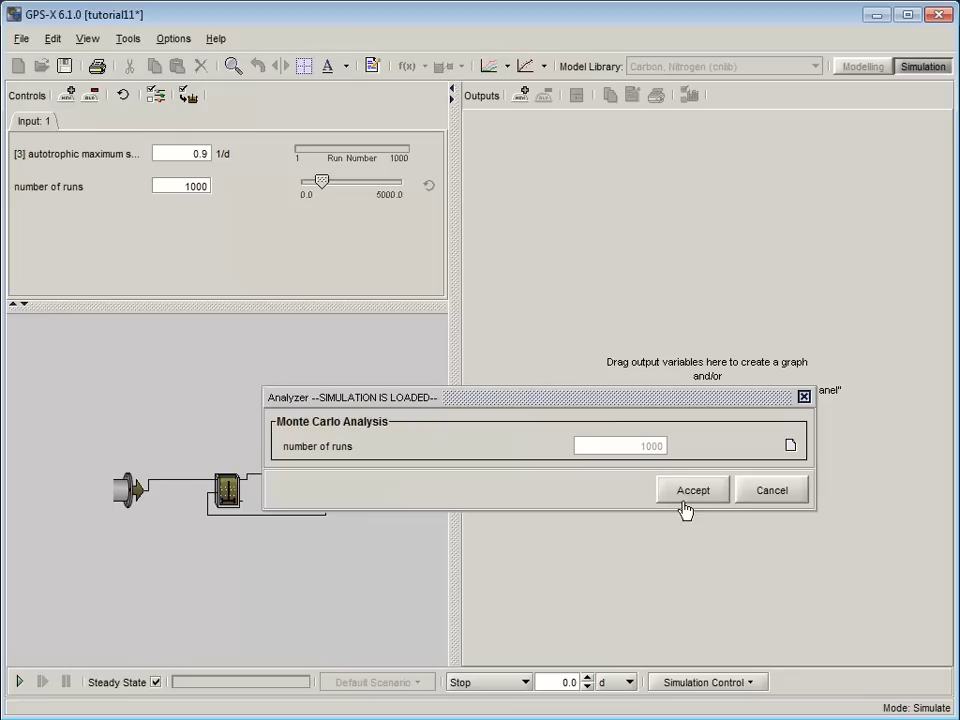 GPS-X 6.1.0 [tutorial11*]
File Edit View Tools Options Help
A f(x) Model Library: Carbon, Nitrogen (cnlib) Modelling Simulation
Controls
Outputs
Input: 1
[3] autotrophic maximum s... 0.9 1/d
1 Run Number 1000
number of runs 1000
0.0 5000.0
Drag output variables here to create a graph
and/or
anel"
Analyzer --SIMULATION IS LOADED--
Monte Carlo Analysis
number of runs 1000
Accept Cancel
Steady State Default Scenario Stop 0.0 d Simulation Control
Mode: Simulate